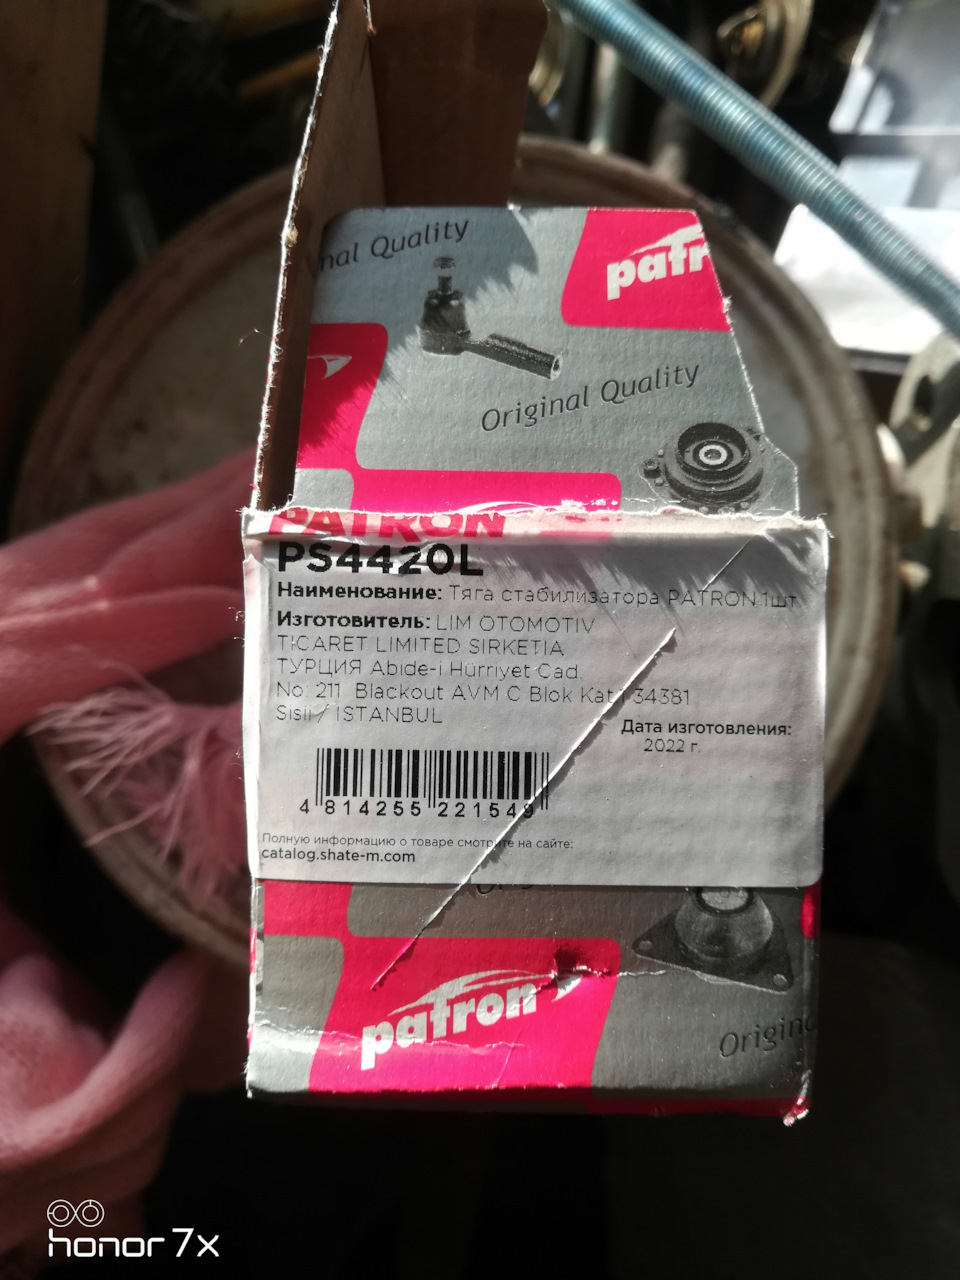 nal Quality
patr
Original Quality
PATRON
PS4420L
Наименование: Тяга стабилизатора PATRON 1шт
Изготовитель: LIM OTOMOTIV
TICARET LIMITED SIRKETIA
ТУРЦИЯ Abide-i Hürriyet Cad.
No: 211 Blackout AVM C Blok Kat:1 34381
Sisli / ISTANBUL
Дата изготовления:
2022 г.
4 814255 221549
Полную информацию о товаре смотрите на сайте:
catalog.shate-m.com
patron
Original
honor 7x